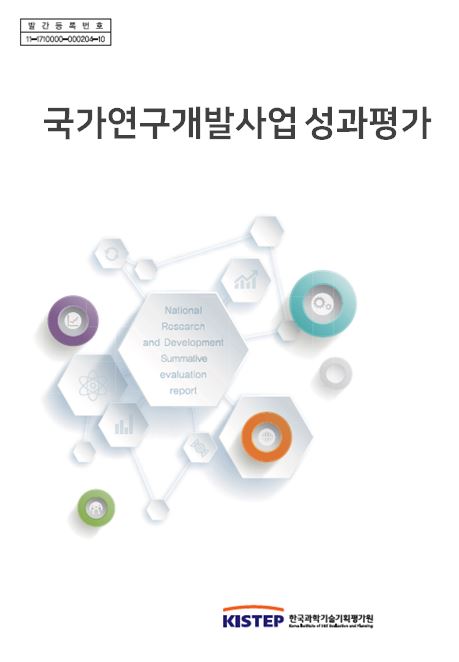 발간등록번호
11-1710000-000204-10
국가연구개발사업 성과평가
National
Research
and Development
Summative
evaluation
report
KISTEP 한국과학기술기획평가원
Korea Institute of S&T Evaluation and Planning